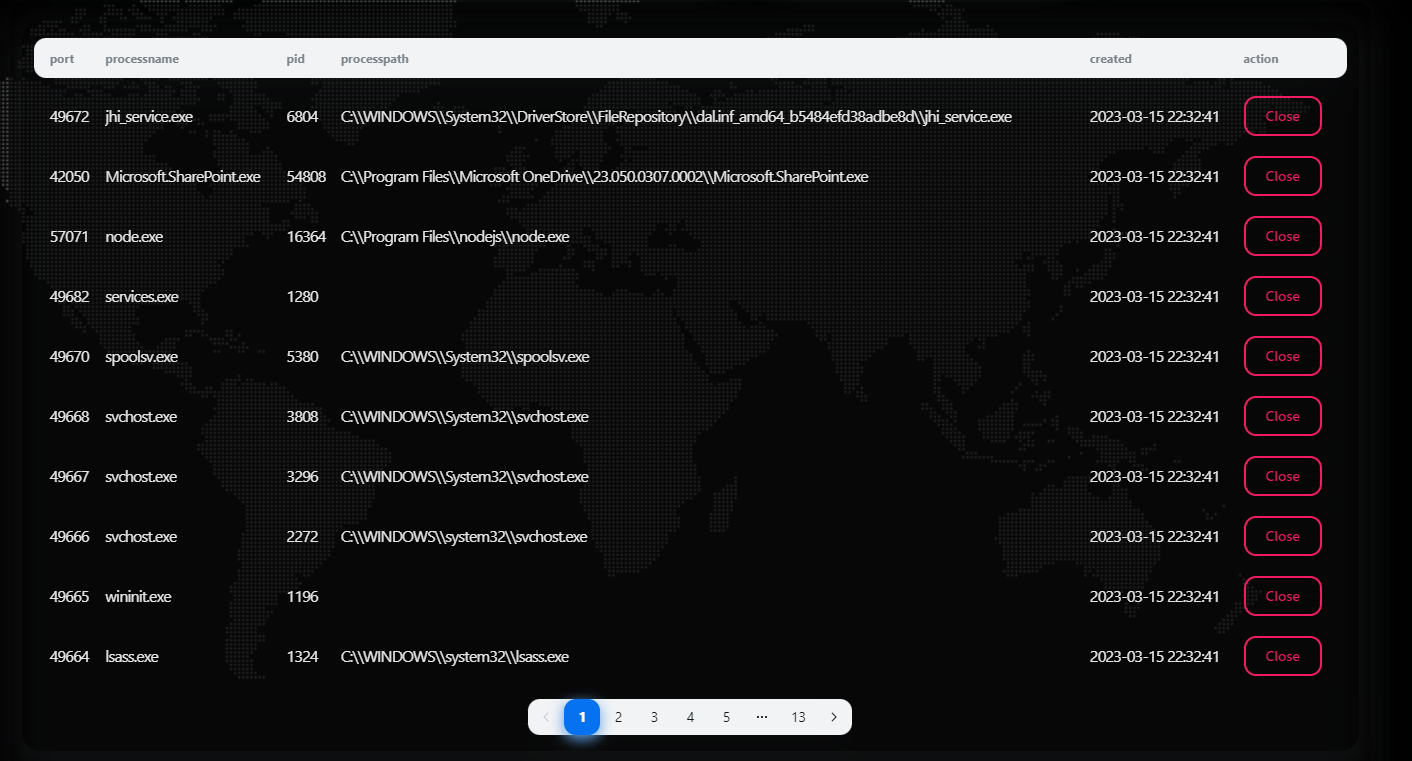 port processname pid processpath created action
49672 jhi_service.exe 6804 C:\\WINDOWS\\System32\\DriverStore\\FileRepository\\dal.inf_amd64_b5484efd38adbe8d\\jhi_service.exe 2023-03-15 22:32:41 Close
42050 Microsoft.SharePoint.exe 54808 C:\\Program Files\\Microsoft OneDrive\\23.050.0307.0002\\Microsoft.SharePoint.exe 2023-03-15 22:32:41 Close
57071 node.exe 16364 C:\\Program Files\\nodejs\\node.exe 2023-03-15 22:32:41 Close
49682 services.exe 1280 2023-03-15 22:32:41 Close
49670 spoolsv.exe 5380 C:\\WINDOWS\\System32\\spoolsv.exe 2023-03-15 22:32:41 Close
49668 svchost.exe 3808 C:\\WINDOWS\\System32\\svchost.exe 2023-03-15 22:32:41 Close
49667 svchost.exe 3296 C:\\WINDOWS\\System32\\svchost.exe 2023-03-15 22:32:41 Close
49666 svchost.exe 2272 C:\\WINDOWS\\system32\\svchost.exe 2023-03-15 22:32:41 Close
49665 wininit.exe 1196 2023-03-15 22:32:41 Close
49664 lsass.exe 1324 C:\\WINDOWS\\system32\\lsass.exe 2023-03-15 22:32:41 Close
1 2 3 4 5 ... 13